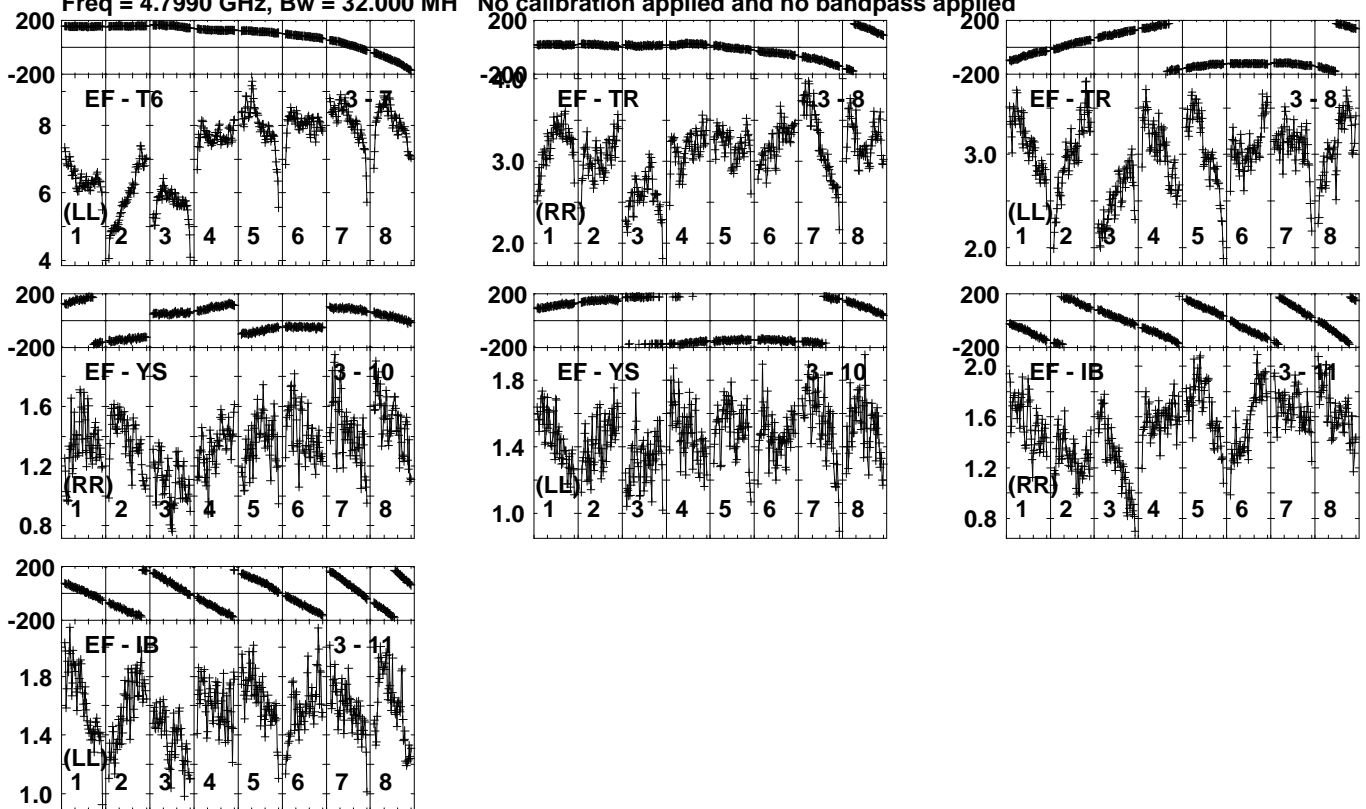 Freq = 4.7990 GHz, Bw = 32.000 MH No calibration applied and no bandpass applied
200
-200
EF - T6 3 - 7
8
6
4
(LL)
1 2 3 4 5 6 7 8
200
-200
4.0
EF - TR 3 - 8
3.0
2.0
(RR)
1 2 3 4 5 6 7 8
200
-200
EF - TR 3 - 8
3.0
2.0
(LL)
1 2 3 4 5 6 7 8
200
-200
EF - YS 3 - 10
1.6
1.2
0.8
(RR)
1 2 3 4 5 6 7 8
200
-200
EF - YS 3 - 10
1.8
1.4
1.0
(LL)
1 2 3 4 5 6 7 8
200
-200
2.0
EF - IB 3 - 11
1.6
1.2
0.8
(RR)
1 2 3 4 5 6 7 8
200
-200
EF - IB 3 - 11
1.8
1.4
1.0
(LL)
1 2 3 4 5 6 7 8